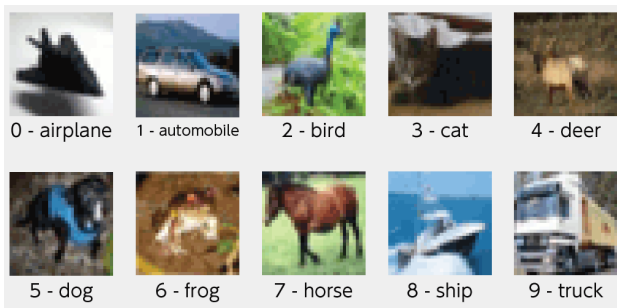 0 - airplane
1 - automobile
2 - bird
3 - cat
4 - deer
5 - dog
6 - frog
7 - horse
8 - ship
9 - truck